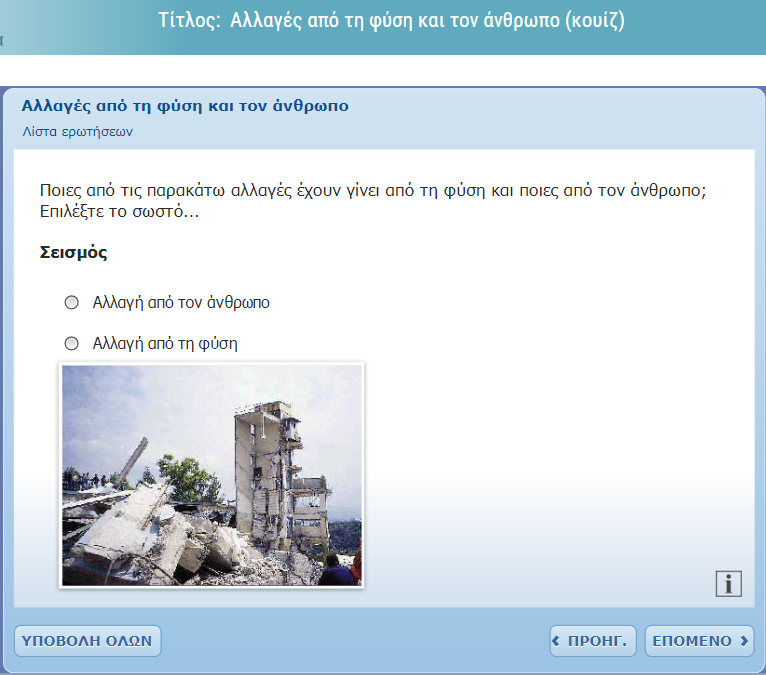 Τίτλος: Αλλαγές από τη φύση και τον άνθρωπο (κουίζ)
α
Αλλαγές από τη φύση και τον άνθρωπο
Λίστα ερωτήσεων
Ποιες από τις παρακάτω αλλαγές έχουν γίνει από τη φύση και ποιες από τον άνθρωπο;
Επιλέξτε το σωστό...
Σεισμός
Αλλαγή από τον άνθρωπο
Αλλαγή από τη φύση
i
ΥΠΟΒΟΛΗ ΟΛΩΝ
ΠΡΟΗΓ.
ΕΠΟΜΕΝΟ